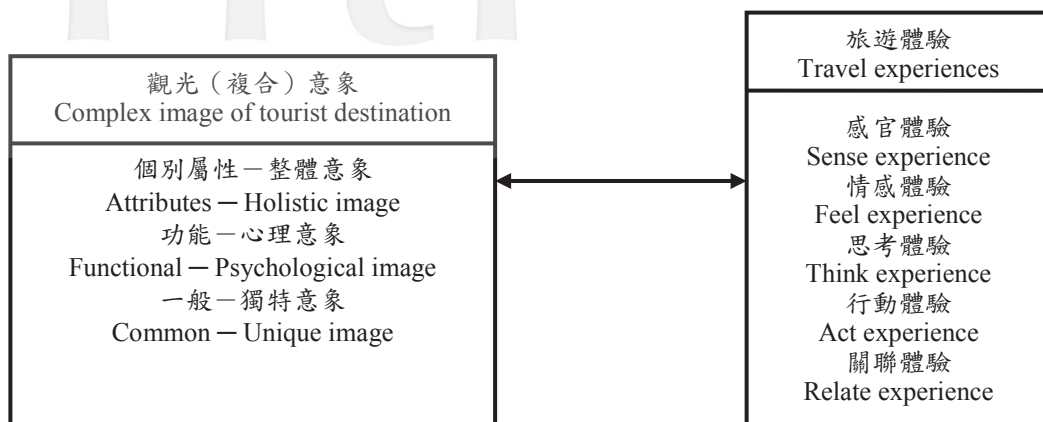 觀光（複合）意象
Complex image of tourist destination
個別屬性－整體意象
Attributes － Holistic image
功能－心理意象
Functional － Psychological image
一般－獨特意象
Common － Unique image
旅遊體驗
Travel experiences
感官體驗
Sense experience
情感體驗
Feel experience
思考體驗
Think experience
行動體驗
Act experience
關聯體驗
Relate experience